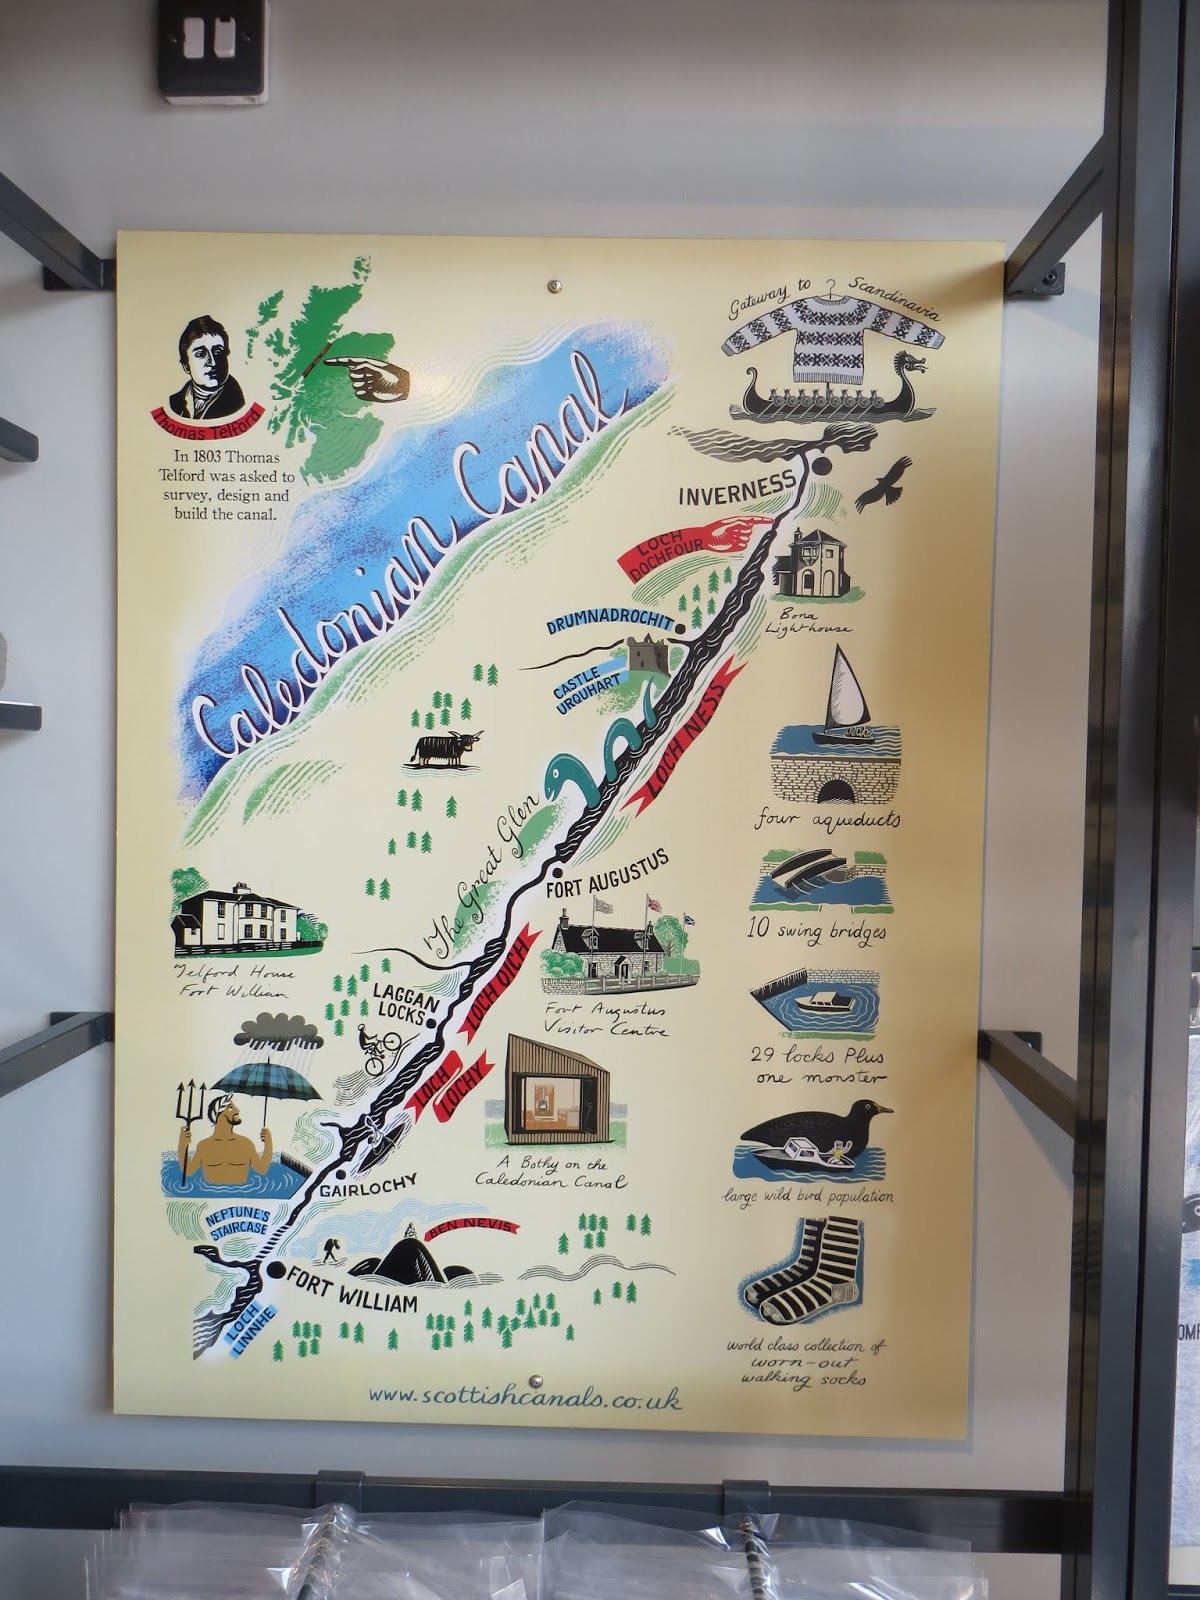 Gateway to Scandinavia
Thomas Telford
In 1803 Thomas
Telford was asked to
survey, design and
build the canal.
Caledonian Canal
INVERNESS
LOCH
DOCHFOUR
Bona
Lighthouse
DRUMNADROCHIT
CASTLE
URQUHART
LOCH NESS
four aqueducts
The Great Glen
FORT AUGUSTUS
10 swing bridges
Telford House
Fort William
LAGGAN
LOCKS
LOCH OICH
Fort Augustus
Visitor Centre
29 locks Plus
one monster
LOCH
LOCHY
A Bothy on the
Caledonian Canal
GAIRLOCHY
large wild bird population
NEPTUNE'S
STAIRCASE
BEN NEVIS
FORT WILLIAM
LOCH
LINNHE
world class collection of
worn-out
walking socks
www.scottishcanals.co.uk